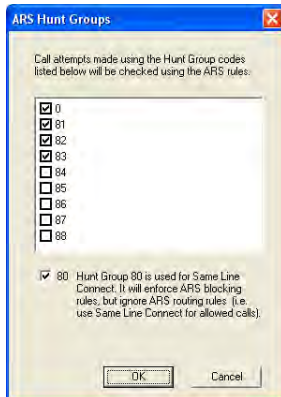 ARS Hunt Groups
Call attempts made using the Hunt Group codes
listed below will be checked using the ARS rules.
0
81
82
83
84
85
86
87
88
80 Hunt Group 80 is used for Same Line
Connect. It will enforce ARS blocking
rules, but ignore ARS routing rules (i.e.
use Same Line Connect for allowed calls).
OK Cancel